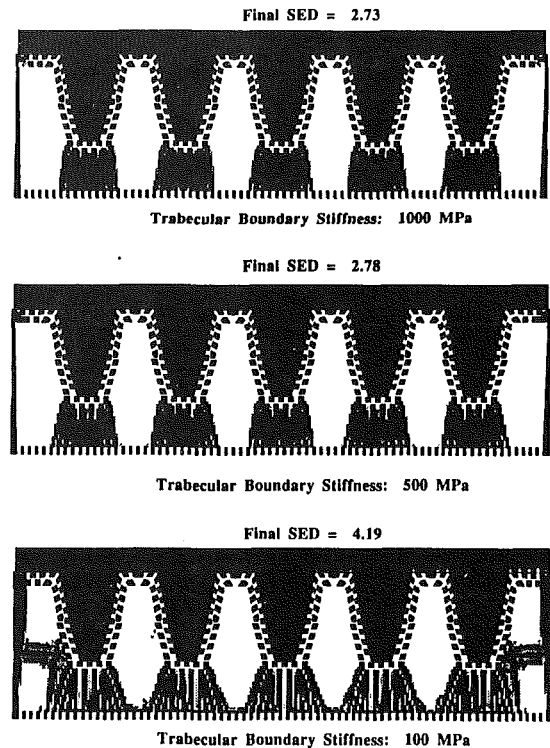 Final SED = 2.73
Trabecular Boundary Stiffness: 1000 MPa
Final SED = 2.78
Trabecular Boundary Stiffness: 500 MPa
Final SED = 4.19
Trabecular Boundary Stiffness: 100 MPa